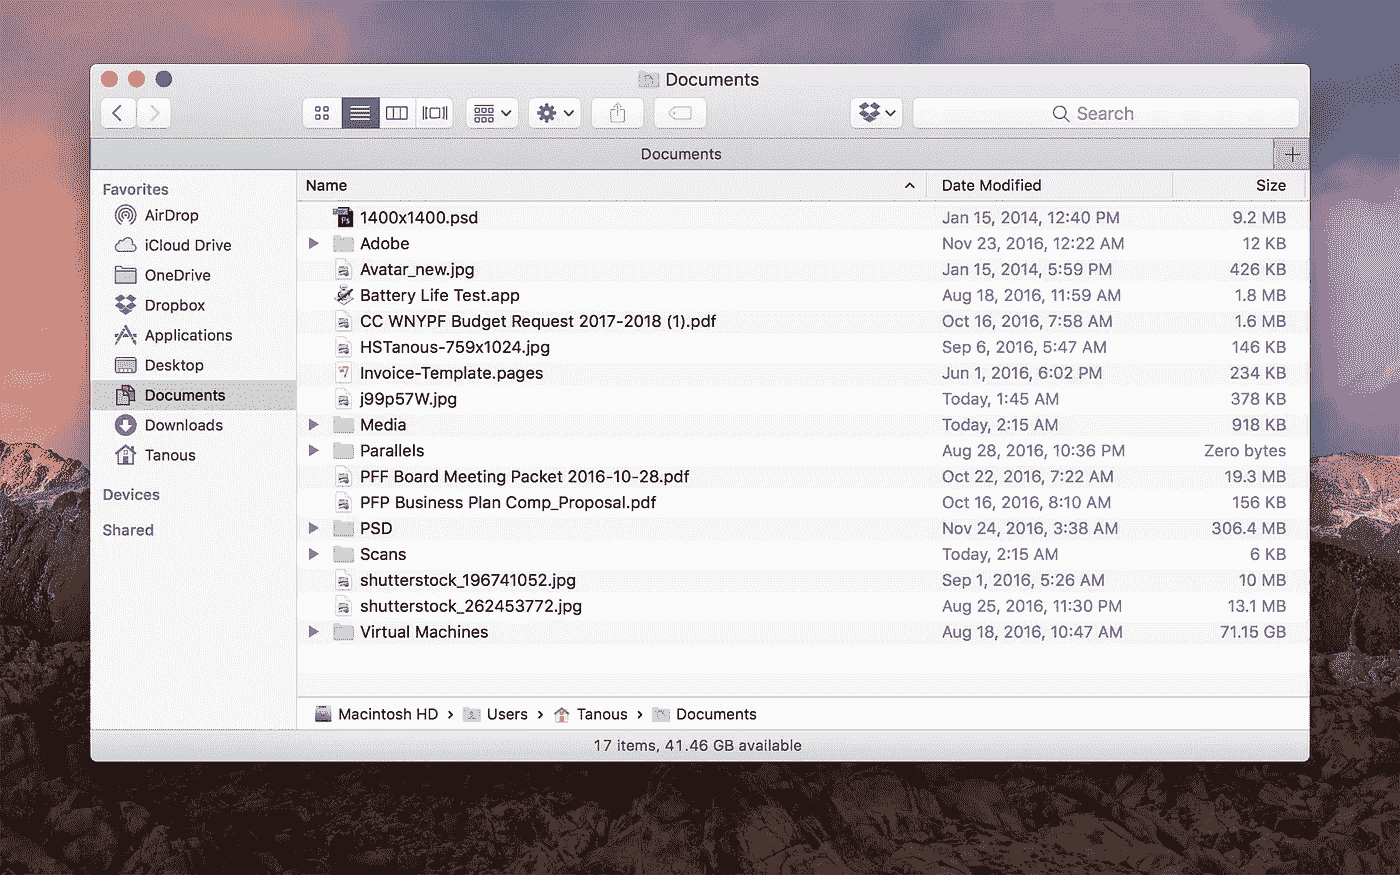 Documents
Search
Documents
Favorites
AirDrop
iCloud Drive
OneDrive
Dropbox
Applications
Desktop
Documents
Downloads
Tanous
Devices
Shared
Name Date Modified Size
1400x1400.psd Jan 15, 2014, 12:40 PM 9.2 MB
Adobe Nov 23, 2016, 12:22 AM 12 KB
Avatar_new.jpg Jan 15, 2014, 5:59 PM 426 KB
Battery Life Test.app Aug 18, 2016, 11:59 AM 1.8 MB
CC WNYPF Budget Request 2017-2018 (1).pdf Oct 16, 2016, 7:58 AM 1.6 MB
HSTanous-759x1024.jpg Sep 6, 2016, 5:47 AM 146 KB
Invoice-Template.pages Jun 1, 2016, 6:02 PM 234 KB
j99p57W.jpg Today, 1:45 AM 378 KB
Media Today, 2:15 AM 918 KB
Parallels Aug 28, 2016, 10:36 PM Zero bytes
PFF Board Meeting Packet 2016-10-28.pdf Oct 22, 2016, 7:22 AM 19.3 MB
PFP Business Plan Comp_Proposal.pdf Oct 16, 2016, 8:10 AM 156 KB
PSD Nov 24, 2016, 3:38 AM 306.4 MB
Scans Today, 2:15 AM 6 KB
shutterstock_196741052.jpg Sep 1, 2016, 5:26 AM 10 MB
shutterstock_262453772.jpg Aug 25, 2016, 11:30 PM 13.1 MB
Virtual Machines Aug 18, 2016, 10:47 AM 71.15 GB
Macintosh HD › Users › Tanous › Documents
17 items, 41.46 GB available